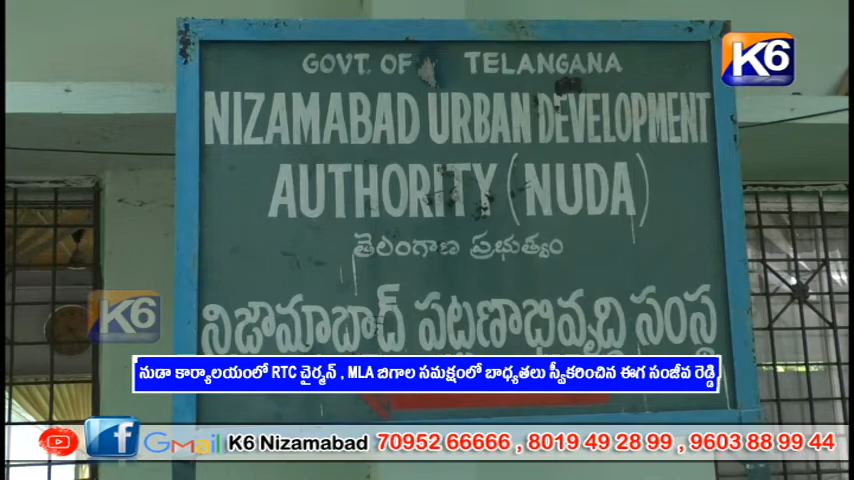 K6
GOVT. OF TELANGANA
NIZAMABAD URBAN DEVELOPMENT
AUTHORITY (NUDA)
తెలంగాణ ప్రభుత్వం
K6
నిజామాబాద్ పట్టణాభివృద్ధి సంస్థ
నుడా కార్యాలయంలో RTC చైర్మన్ , MLA బిగాల సమక్షంలో బాధ్యతలు స్వీకరించిన ఈగ సంజీవ రెడ్డి
f Gmail K6 Nizamabad 70952 66666 , 8019 49 28 99 , 9603 88 99 44